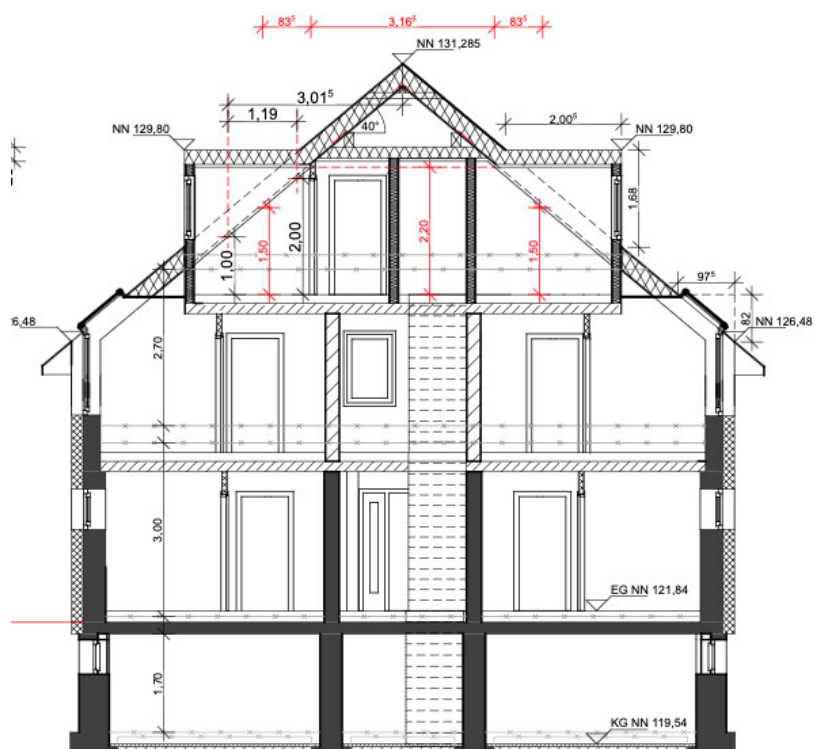 83⁵ 3,16⁵ 83⁵
NN 131,285
3,01⁵
1,19
2,00⁵
40°
NN 129,80
NN 129,80
1,68
1,00
1,50
2,00
2,20
1,50
97⁵
82
26,48
NN 126,48
2,70
3,00
EG NN 121,84
1,70
KG NN 119,54